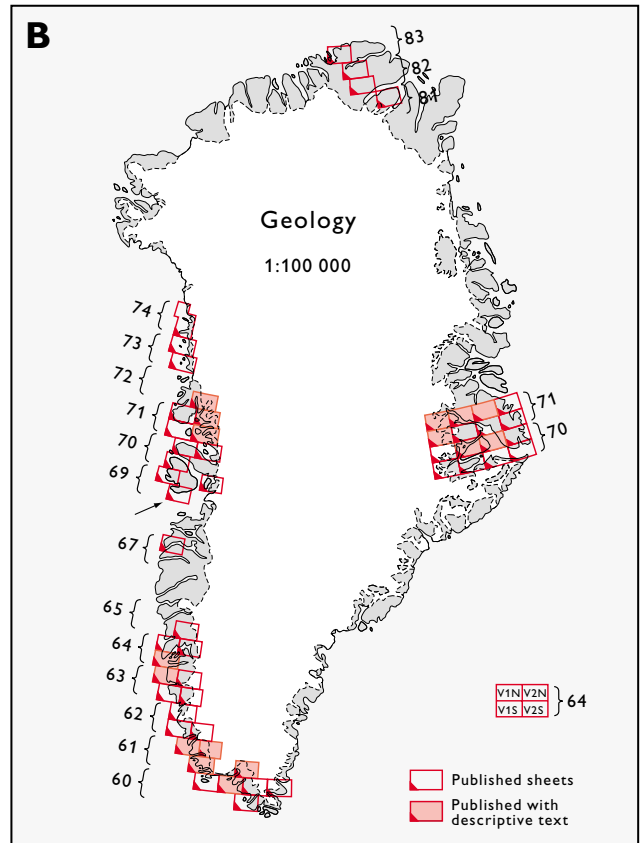 B
83
82
81
Geology
1:100 000
74
73
72
71
70
69
67
65
64
63
62
61
60
71
70
V1N V2N
V1S V2S
64
Published sheets
Published with
descriptive text